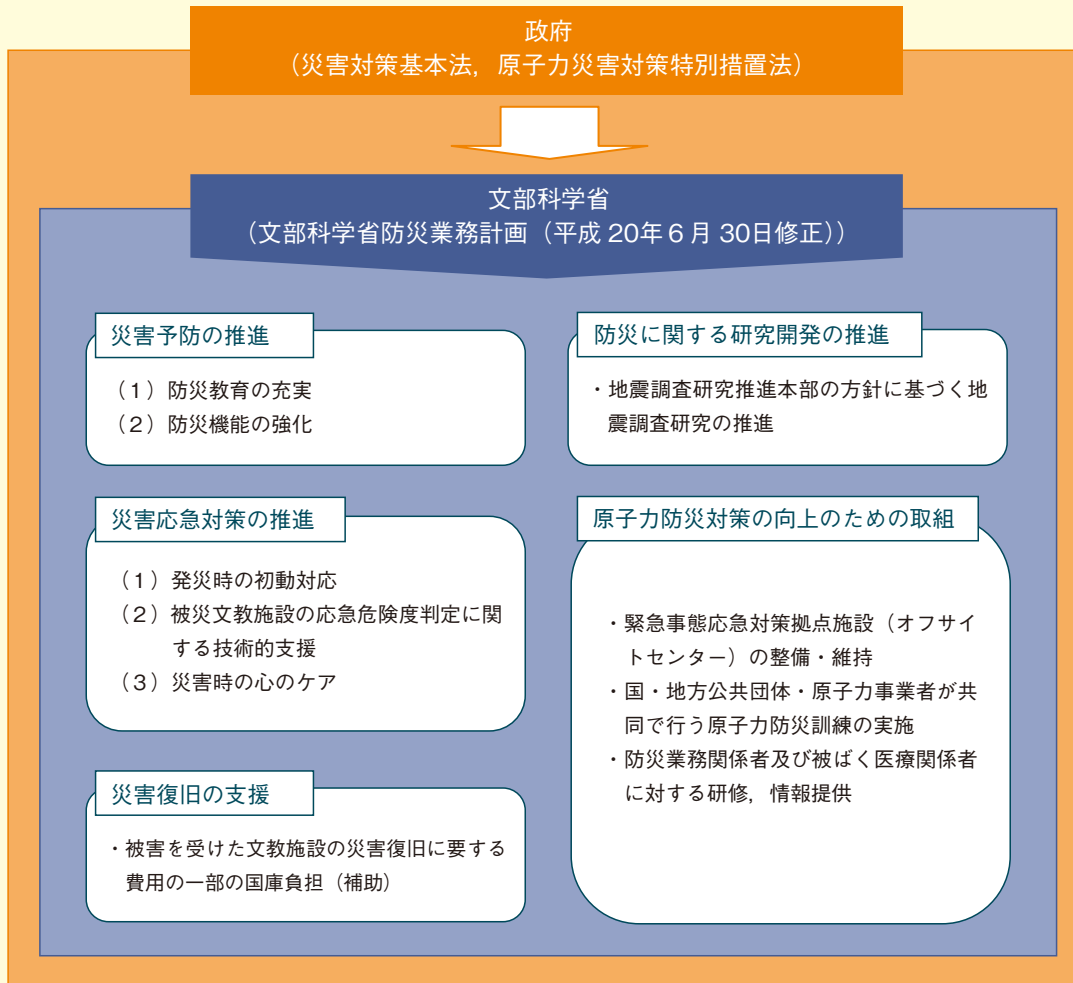 政府
（災害対策基本法，原子力災害対策特別措置法）
文部科学省
（文部科学省防災業務計画（平成 20年 6 月 30日修正））
災害予防の推進
（１）防災教育の充実
（２）防災機能の強化
防災に関する研究開発の推進
・地震調査研究推進本部の方針に基づく地
震調査研究の推進
災害応急対策の推進
（１）発災時の初動対応
（２）被災文教施設の応急危険度判定に関
する技術的支援
（３）災害時の心のケア
原子力防災対策の向上のための取組
・緊急事態応急対策拠点施設（オフサイ
トセンター）の整備・維持
・国・地方公共団体・原子力事業者が共
同で行う原子力防災訓練の実施
・防災業務関係者及び被ばく医療関係者
に対する研修，情報提供
災害復旧の支援
・被害を受けた文教施設の災害復旧に要する
費用の一部の国庫負担（補助）